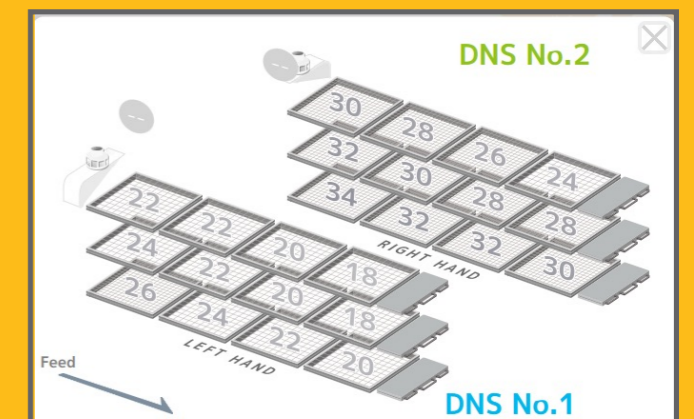 DNS No.2
30 28 26 24
32 30 28 28
34 32 32 30
RIGHT HAND
LEFT
22 22 20 18
24 22 20 18
26 24 22 20
LEFT HAND
Feed
DNS No.1